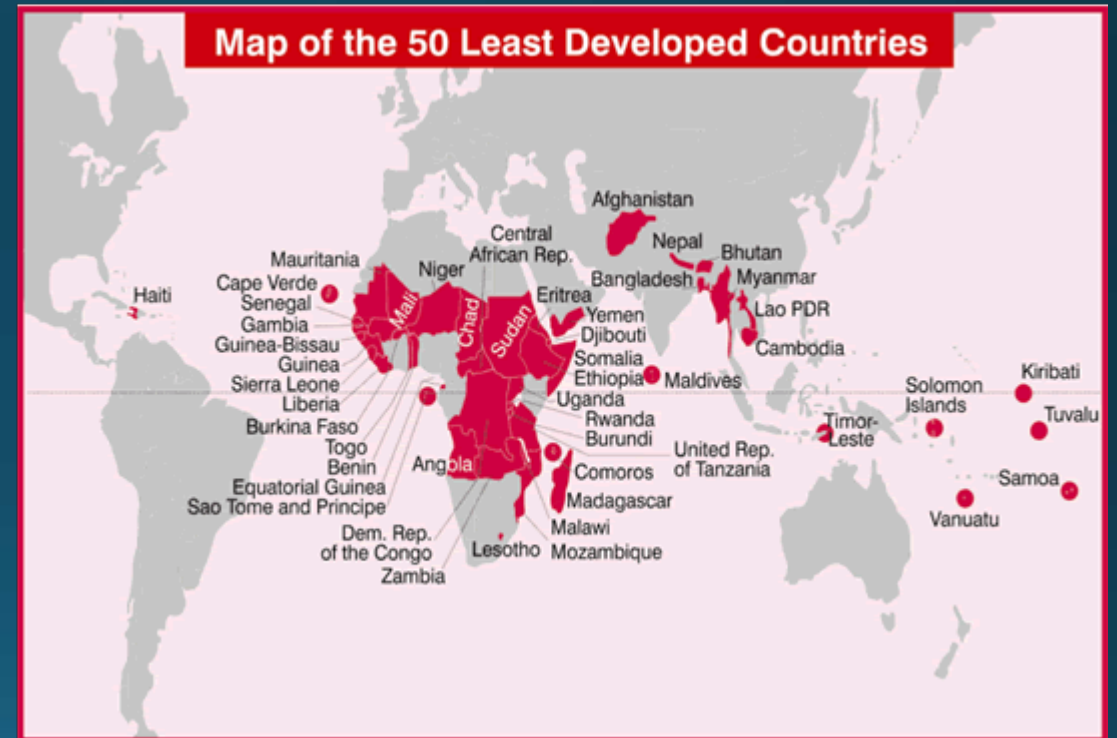 Map of the 50 Least Developed Countries
Afghanistan
Central
African Rep.
Nepal
Bhutan
Mauritania
Niger
Bangladesh
Myanmar
Cape Verde
Haiti
Senegal
Mali
Chad
Sudan
Eritrea
Yemen
Lao PDR
Gambia
Djibouti
Guinea-Bissau
Cambodia
Guinea
Somalia
Sierra Leone
Ethiopia
Maldives
Kiribati
Liberia
Uganda
Solomon
Islands
Rwanda
Tuvalu
Burkina Faso
Burundi
Timor-
Leste
Togo
United Rep.
of Tanzania
Benin
Angola
Comoros
Samoa
Equatorial Guinea
Madagascar
Sao Tome and Principe
Vanuatu
Malawi
Dem. Rep.
of the Congo
Lesotho
Mozambique
Zambia